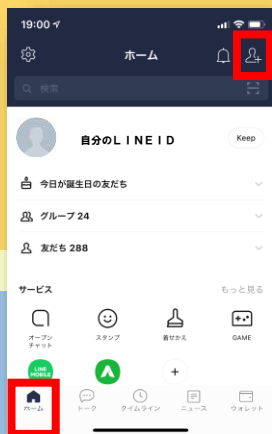 19:00
ホーム
検索
自分のＬＩＮＥＩＤ
Keep
今日が誕生日の友だち
グループ 24
友だち 288
サービス
もっと見る
オープン
チャット
スタンプ
着せかえ
GAME
LINE
MOBILE
ホーム
トーク
タイムライン
ニュース
ウォレット